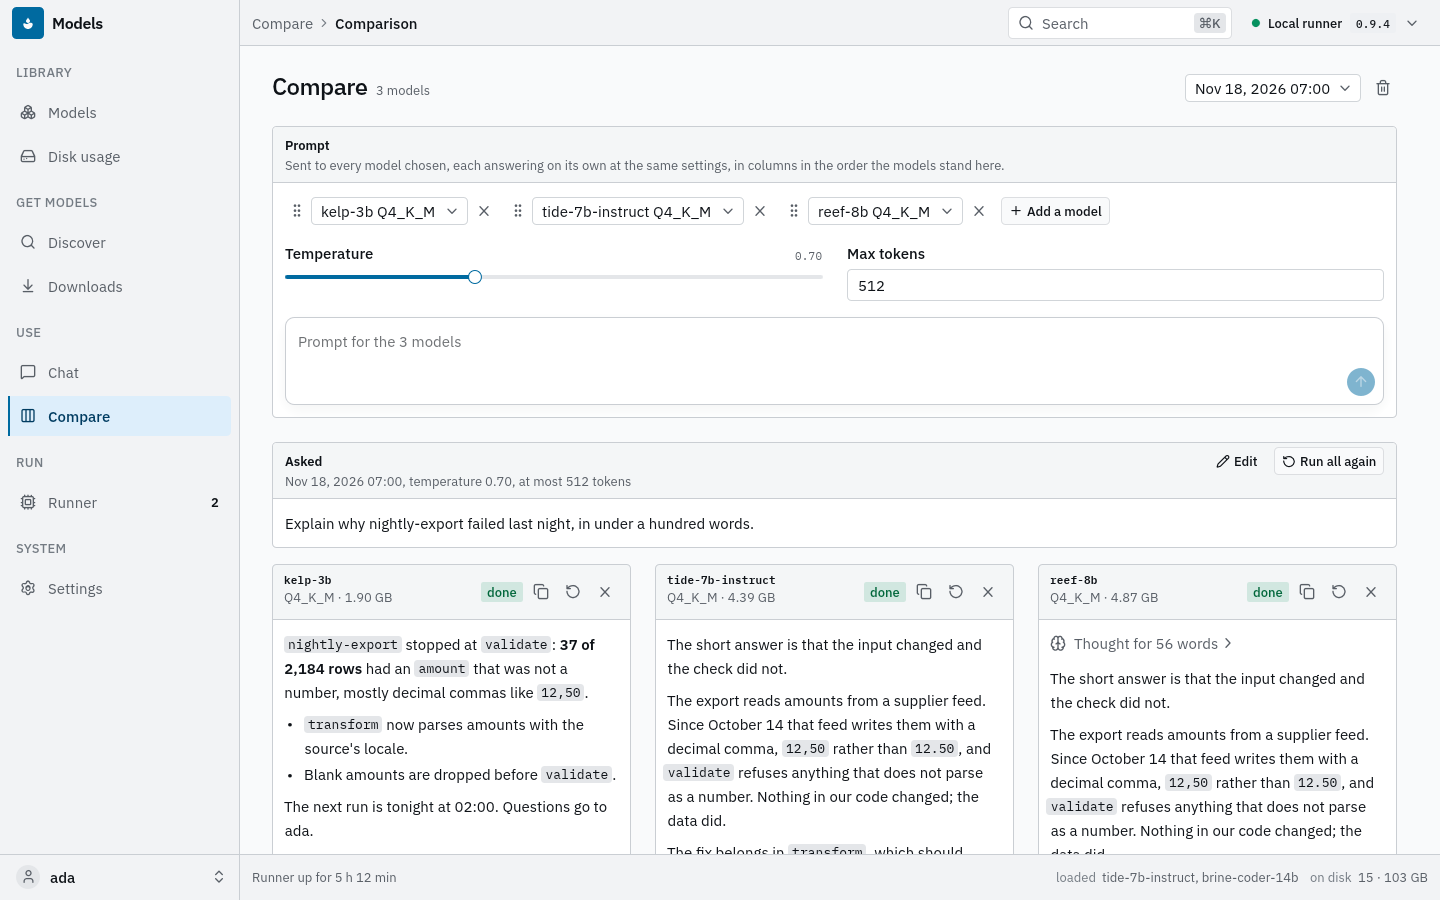 Models
Compare
Comparison
Search
⌘K
Local runner
0.9.4
LIBRARY
Models
Disk usage
GET MODELS
Discover
Downloads
USE
Chat
Compare
RUN
Runner
2
SYSTEM
Settings
ada
Compare
3 models
Nov 18, 2026 07:00
Prompt
Sent to every model chosen, each answering on its own at the same settings, in columns in the order the models stand here.
kelp-3b Q4_K_M
tide-7b-instruct Q4_K_M
reef-8b Q4_K_M
Add a model
Temperature
0.70
Max tokens
512
Prompt for the 3 models
Asked
Nov 18, 2026 07:00, temperature 0.70, at most 512 tokens
Edit
Run all again
Explain why nightly-export failed last night, in under a hundred words.
kelp-3b
Q4_K_M · 1.90 GB
done
nightly-export stopped at validate: 37 of
2,184 rows had an amount that was not a
number, mostly decimal commas like 12,50.
• transform now parses amounts with the
source's locale.
• Blank amounts are dropped before validate.
The next run is tonight at 02:00. Questions go to
ada.
tide-7b-instruct
Q4_K_M · 4.39 GB
done
The short answer is that the input changed and
the check did not.
The export reads amounts from a supplier feed.
Since October 14 that feed writes them with a
decimal comma, 12,50 rather than 12.50, and
validate refuses anything that does not parse
as a number. Nothing in our code changed; the
data did.
The fix belongs in transform, which should
reef-8b
Q4_K_M · 4.87 GB
done
Thought for 56 words
The short answer is that the input changed and
the check did not.
The export reads amounts from a supplier feed.
Since October 14 that feed writes them with a
decimal comma, 12,50 rather than 12.50, and
validate refuses anything that does not parse
as a number. Nothing in our code changed; the
data did.
Runner up for 5 h 12 min
loaded tide-7b-instruct, brine-coder-14b
on disk 15 · 103 GB